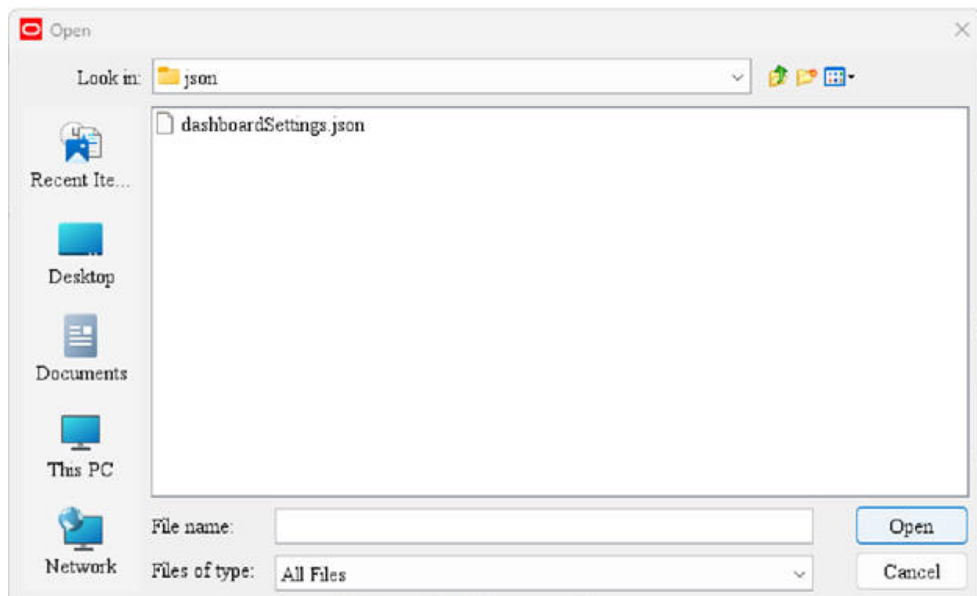 Open
Look in: json
dashboardSettings.json
Recent Ite...
Desktop
Documents
This PC
Network
File name:
Open
Files of type: All Files
Cancel